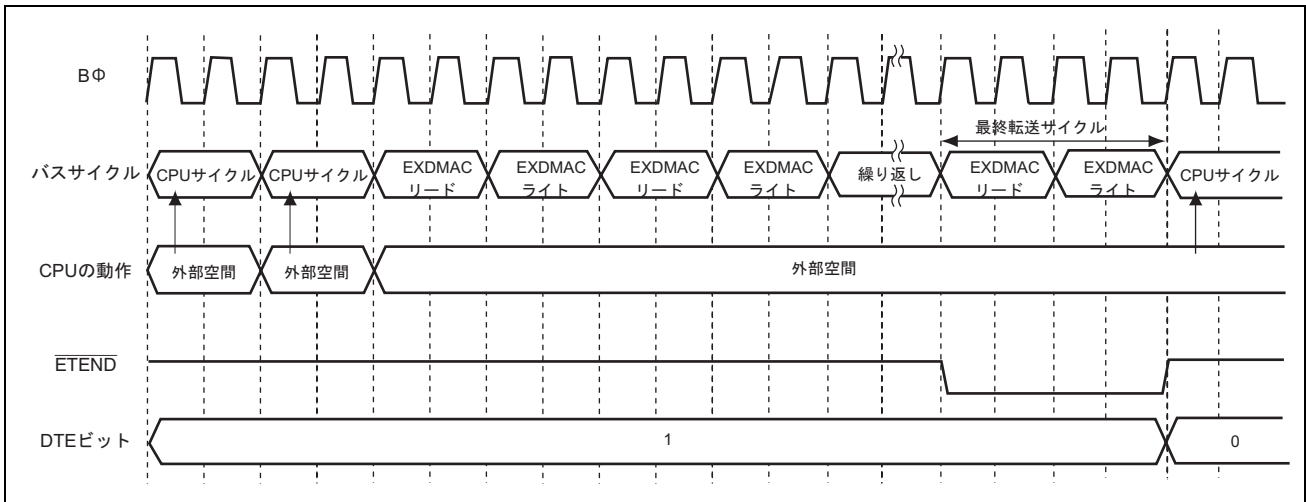 BΦ
最終転送サイクル
バスサイクル CPUサイクル CPUサイクル EXDMAC リード EXDMAC ライト EXDMAC リード EXDMAC ライト 繰り返し EXDMAC リード EXDMAC ライト CPUサイクル
CPUの動作 外部空間 外部空間 外部空間
ETEND
DTEビット 1 0